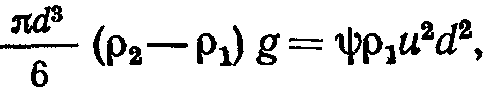 πd³/6 (ρ₂—ρ₁) g = ψρ₁u²d²,